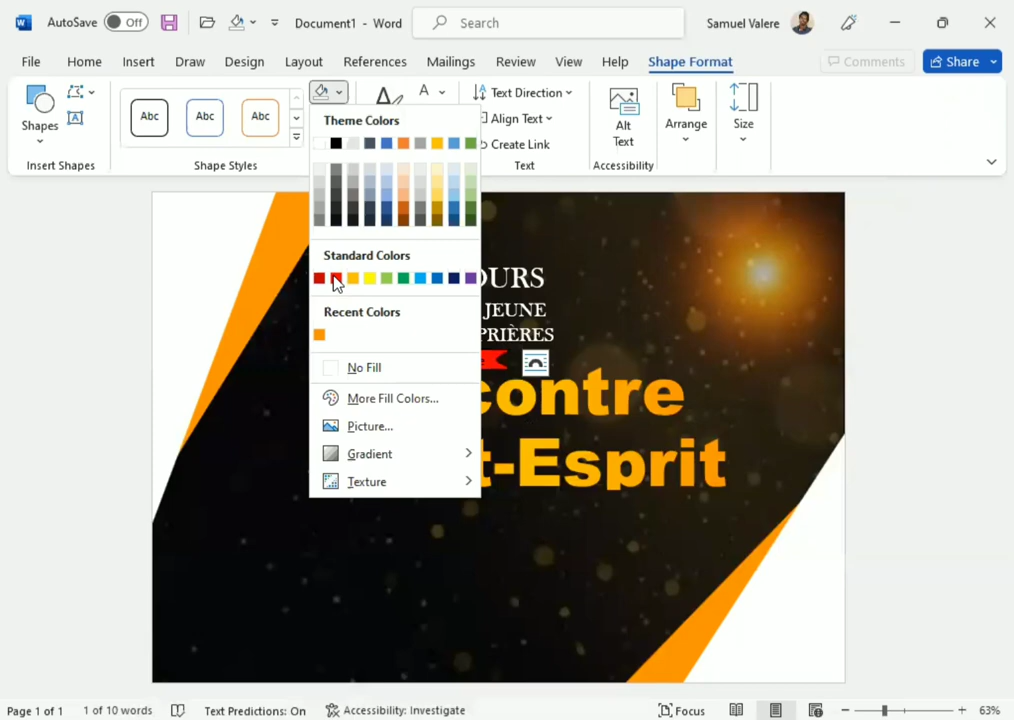 AutoSave Off Document1 - Word Search Samuel Valere
File Home Insert Draw Design Layout References Mailings Review View Help Shape Format Comments Share
Shapes
Abc Abc Abc
A
A
Text Direction
Align Text
Create Link
Alt
Text
Arrange
Size
Insert Shapes Shape Styles Text Accessibility
Theme Colors
Standard Colors
Recent Colors
No Fill
More Fill Colors...
Picture...
Gradient
Texture
OURS
JEUNE
PRIÈRES
contre
t-Esprit
Page 1 of 1 1 of 10 words Text Predictions: On Accessibility: Investigate Focus 63%